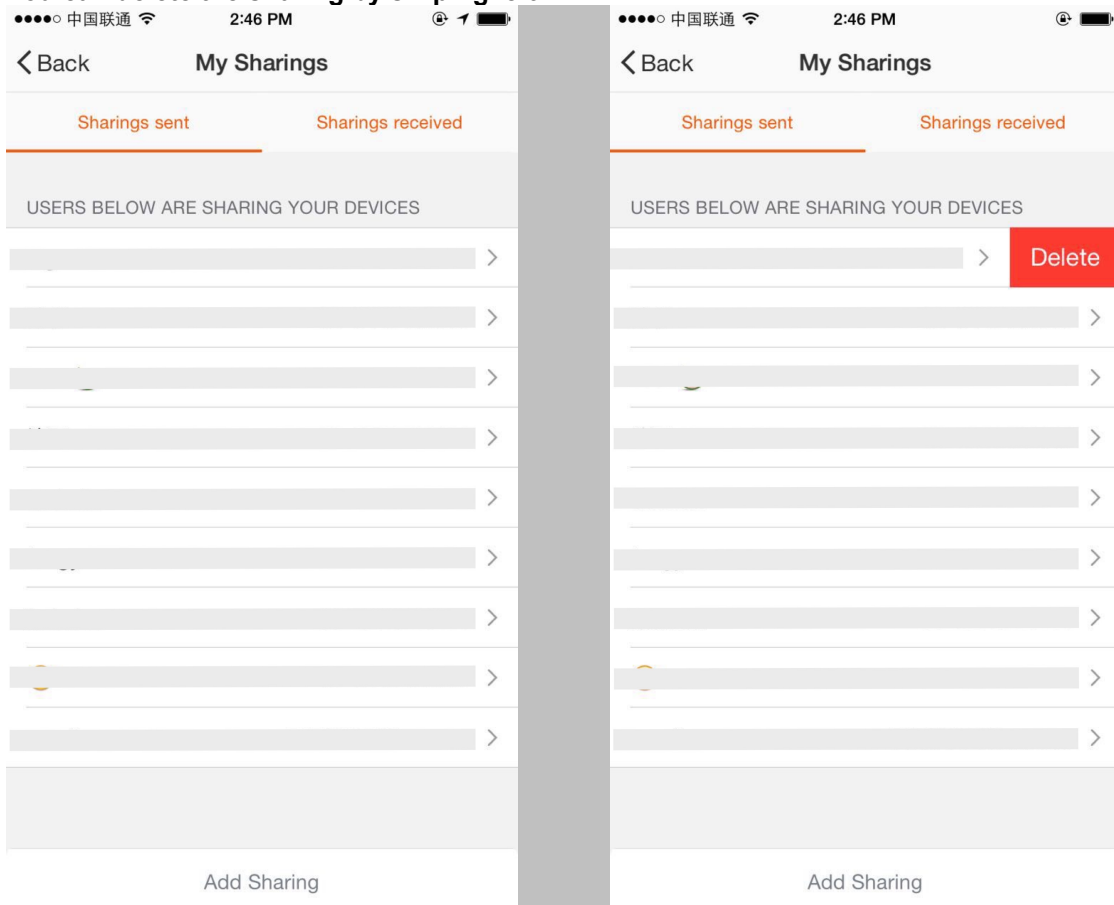 中国联通 2:46 PM
Back My Sharings
Sharings sent Sharings received
USERS BELOW ARE SHARING YOUR DEVICES
Add Sharing
中国联通 2:46 PM
Back My Sharings
Sharings sent Sharings received
USERS BELOW ARE SHARING YOUR DEVICES
Delete
Add Sharing